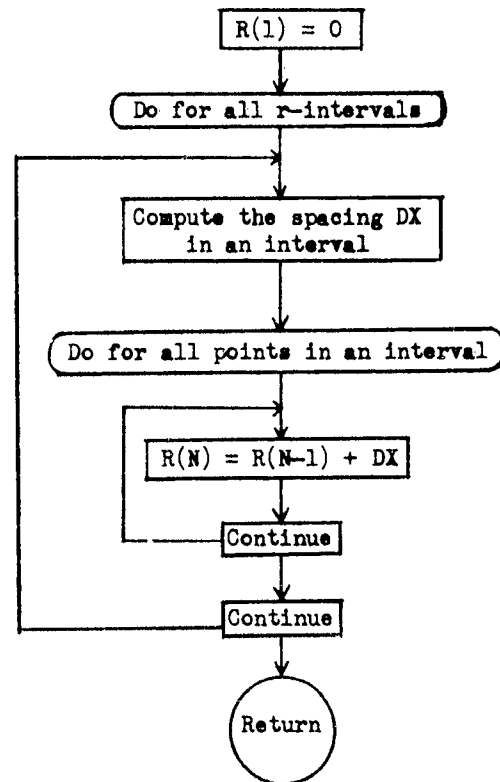 R(1) = 0
Do for all r-intervals
Compute the spacing DX
in an interval
Do for all points in an interval
R(N) = R(N-1) + DX
Continue
Continue
Return